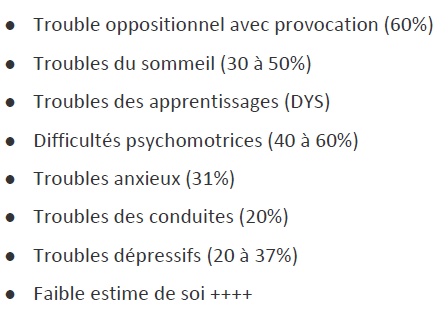 ● Trouble oppositionnel avec provocation (60%)
● Troubles du sommeil (30 à 50%)
● Troubles des apprentissages (DYS)
● Difficultés psychomotrices (40 à 60%)
● Troubles anxieux (31%)
● Troubles des conduites (20%)
● Troubles dépressifs (20 à 37%)
● Faible estime de soi ++++